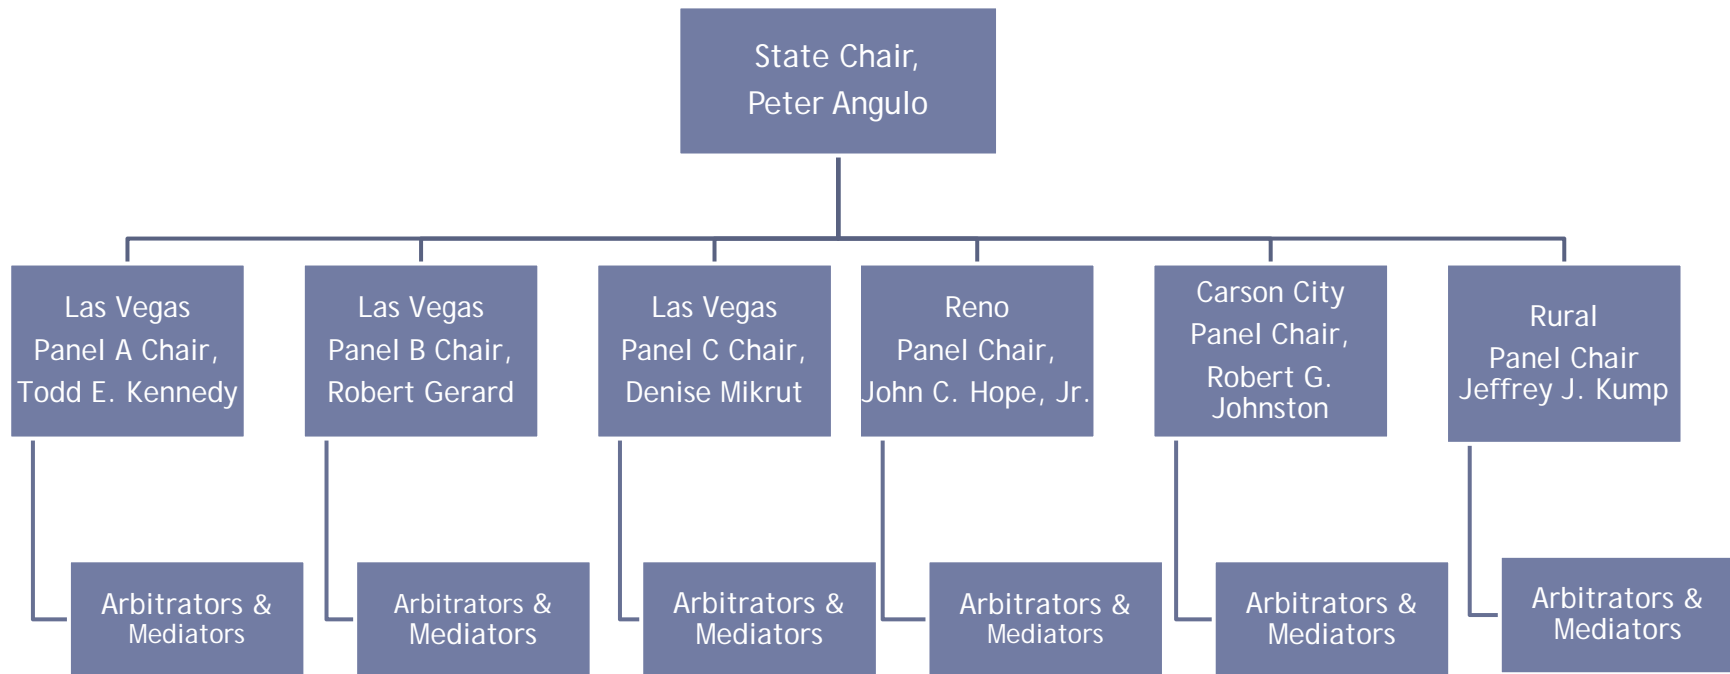 State Chair,
Peter Angulo
Las Vegas
Panel A Chair,
Todd E. Kennedy
Las Vegas
Panel B Chair,
Robert Gerard
Las Vegas
Panel C Chair,
Denise Mikrut
Reno
Panel Chair,
John C. Hope, Jr.
Carson City
Panel Chair,
Robert G.
Johnston
Rural
Panel Chair
Jeffrey J. Kump
Arbitrators &
Mediators
Arbitrators &
Mediators
Arbitrators &
Mediators
Arbitrators &
Mediators
Arbitrators &
Mediators
Arbitrators &
Mediators